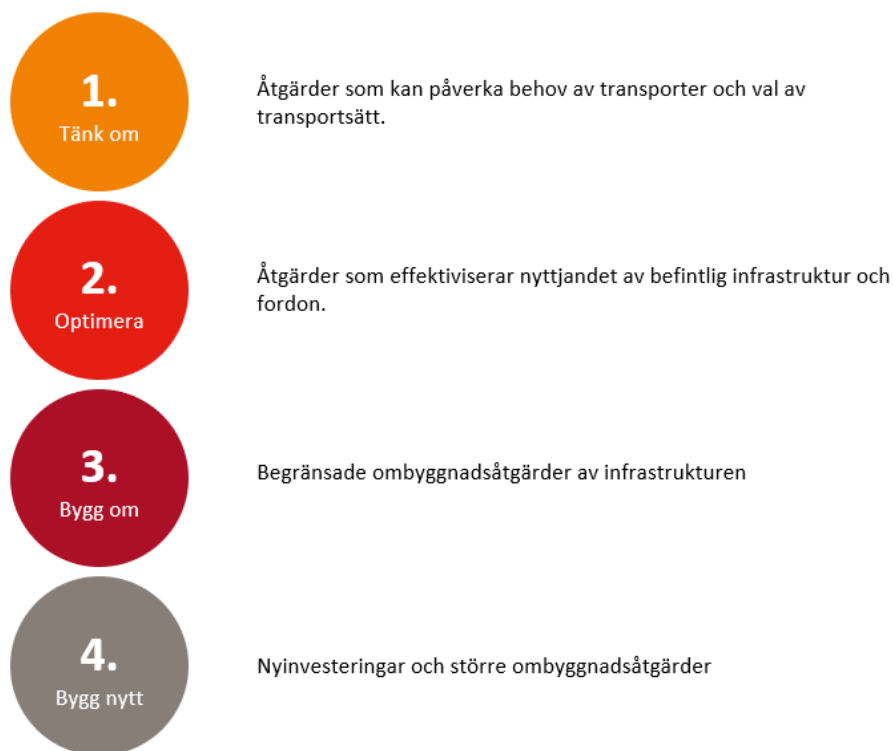 1.
Tänk om
Åtgärder som kan påverka behov av transporter och val av
transportsätt.
2.
Optimera
Åtgärder som effektiviserar nyttjandet av befintlig infrastruktur och
fordon.
3.
Bygg om
Begränsade ombyggnadsåtgärder av infrastrukturen
4.
Bygg nytt
Nyinvesteringar och större ombyggnadsåtgärder